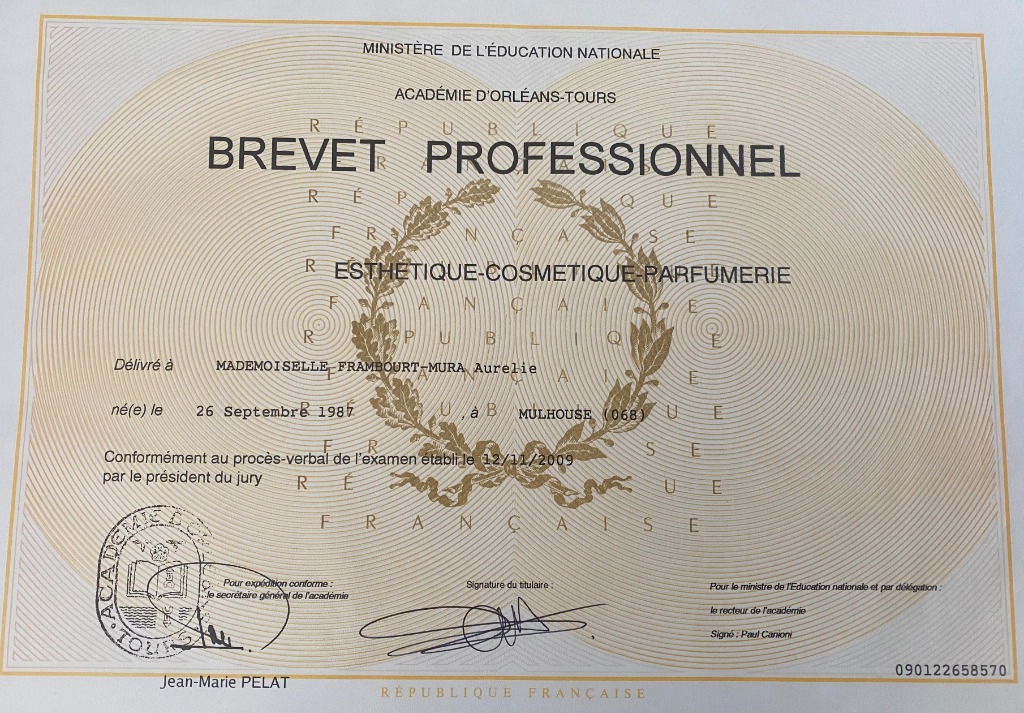 MINISTÈRE DE L'ÉDUCATION NATIONALE
ACADÉMIE D'ORLÉANS-TOURS
BREVET PROFESSIONNEL
ESTHETIQUE-COSMETIQUE-PARFUMERIE
Délivré à MADEMOISELLE FRAMBOURT-MURA Aurelie
né(e) le 26 Septembre 1987 , à MULHOUSE (068)
Conformément au procès-verbal de l'examen établi le 12/11/2009
par le président du jury
ACADÉMIE D'O
TOURS
Pour expédition conforme :
le secrétaire général de l'académie
Signature du titulaire :
Pour le ministre de l'Education nationale et par délégation :
le recteur de l'académie
Signé : Paul Canioni
090122658570
Jean-Marie PELAT
RÉPUBLIQUE FRANÇAISE